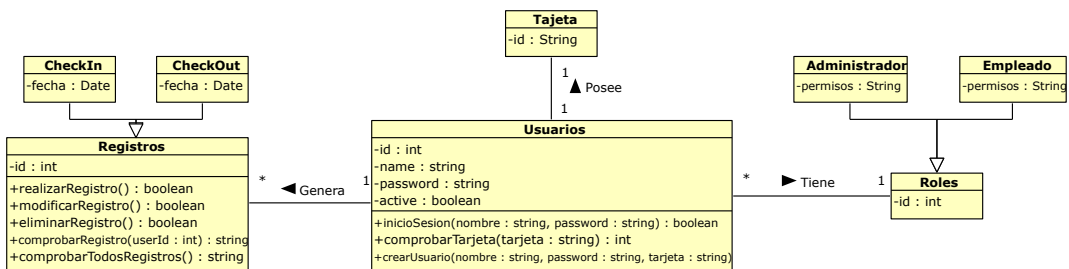 Tajeta
-id : String
CheckIn
-fecha : Date
CheckOut
-fecha : Date
Administrador
-permisos : String
Empleado
-permisos : String
1
Posee
1
Registros
-id : int
+realizarRegistro() : boolean
+modificarRegistro() : boolean
+eliminarRegistro() : boolean
+comprobarRegistro(userId : int) : string
+comprobarTodosRegistros() : string
*
Genera
1
Usuarios
-id : int
-name : string
-password : string
-active : boolean
+inicioSesion(nombre : string, password : string) : boolean
+comprobarTarjeta(tarjeta : string) : int
+crearUsuario(nombre : string, password : string, tarjeta : string)
*
Tiene
1
Roles
-id : int